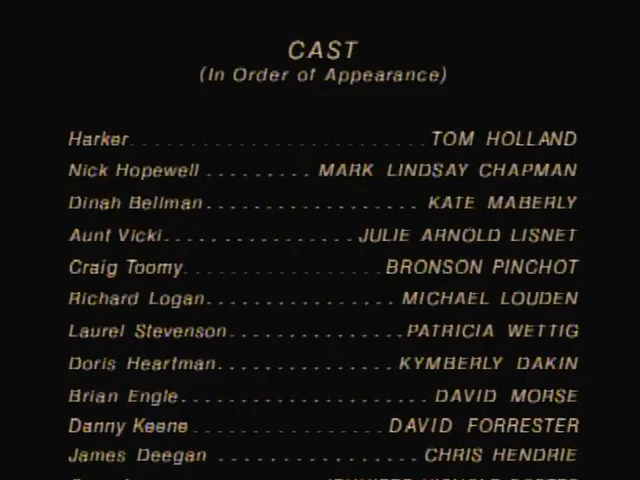 CAST
(In Order of Appearance)
Harker. . . . . . . . . . . . . . . . . . . . . . . . . . TOM HOLLAND
Nick Hopewell . . . . . . . . . MARK LINDSAY CHAPMAN
Dinah Bellman. . . . . . . . . . . . . . . . . . KATE MABERLY
Aunt Vicki. . . . . . . . . . . . . . . . .JULIE ARNOLD LISNET
Craig Toomy. . . . . . . . . . . . . . . . . BRONSON PINCHOT
Richard Logan. . . . . . . . . . . . . . . . MICHAEL LOUDEN
Laurel Stevenson. . . . . . . . . . . . . . .PATRICIA WETTIG
Doris Heartman. . . . . . . . . . . . . . . KYMBERLY DAKIN
Brian Engle. . . . . . . . . . . . . . . . . . . . . DAVID MORSE
Danny Keene . . . . . . . . . . . . . . . . . DAVID FORRESTER
James Deegan . . . . . . . . . . . . . . . . . CHRIS HENDRIE